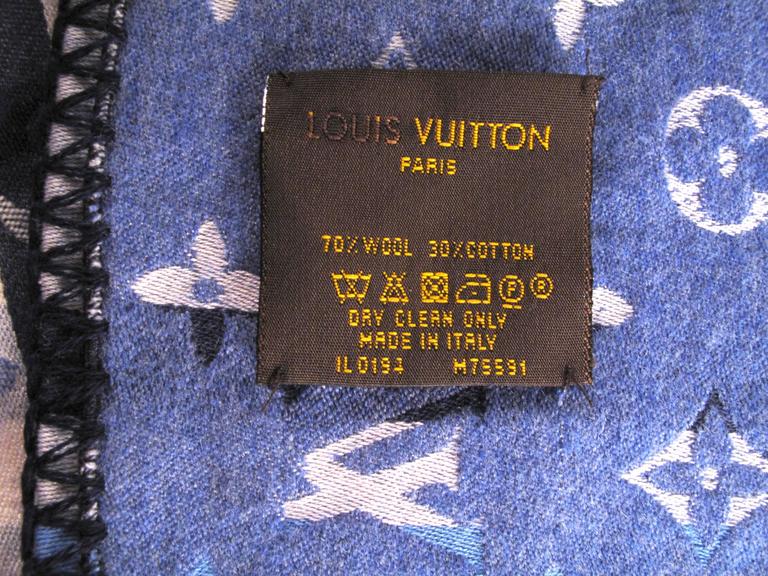 LOUIS VUITTON
PARIS
70% WOOL 30% COTTON
P R
DRY CLEAN ONLY
MADE IN ITALY
IL0194 M75591